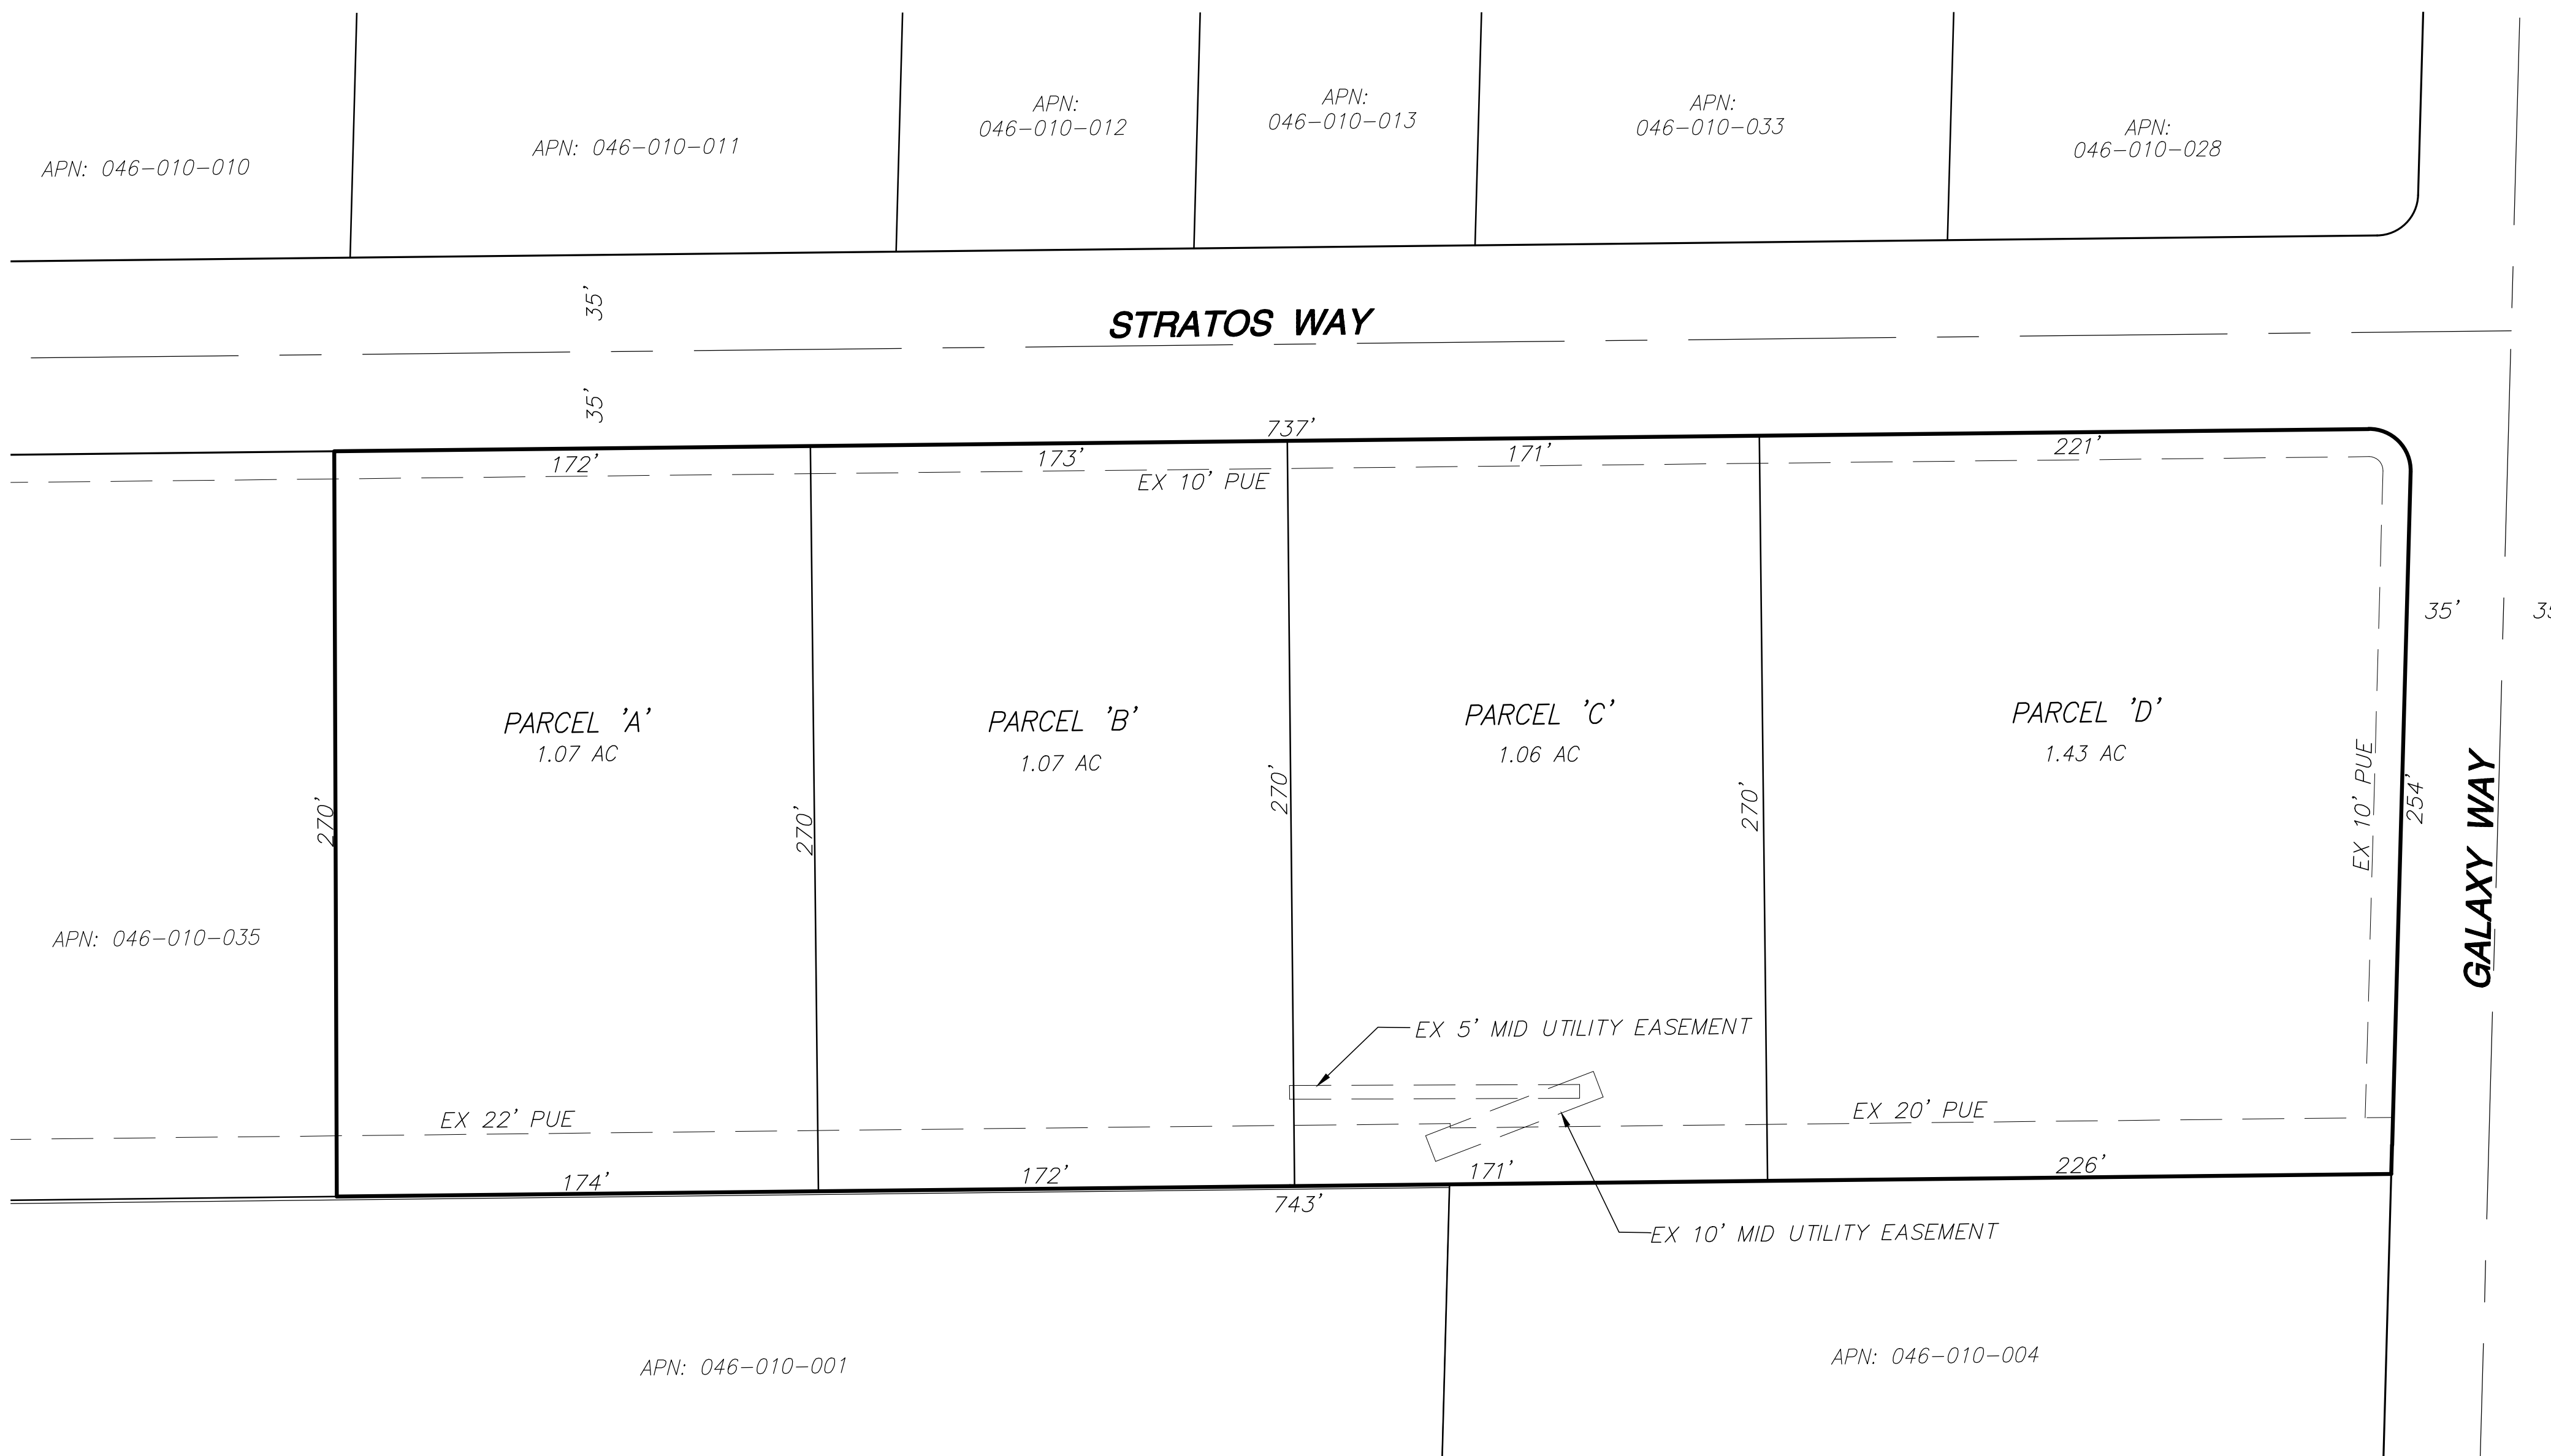 APN:
046-010-012
APN:
046-010-013
APN:
046-010-033
APN:
046-010-028
APN: 046-010-010
APN: 046-010-011
35'
STRATOS WAY
35'
737'
172'
173'
171'
221'
EX 10' PUE
35'
PARCEL 'A'
1.07 AC
PARCEL 'B'
1.07 AC
PARCEL 'C'
1.06 AC
PARCEL 'D'
1.43 AC
270'
270'
270'
270'
EX 10' PUE
254'
GALAXY WAY
APN: 046-010-035
EX 5' MID UTILITY EASEMENT
EX 22' PUE
EX 20' PUE
174'
172'
171'
226'
743'
EX 10' MID UTILITY EASEMENT
APN: 046-010-001
APN: 046-010-004